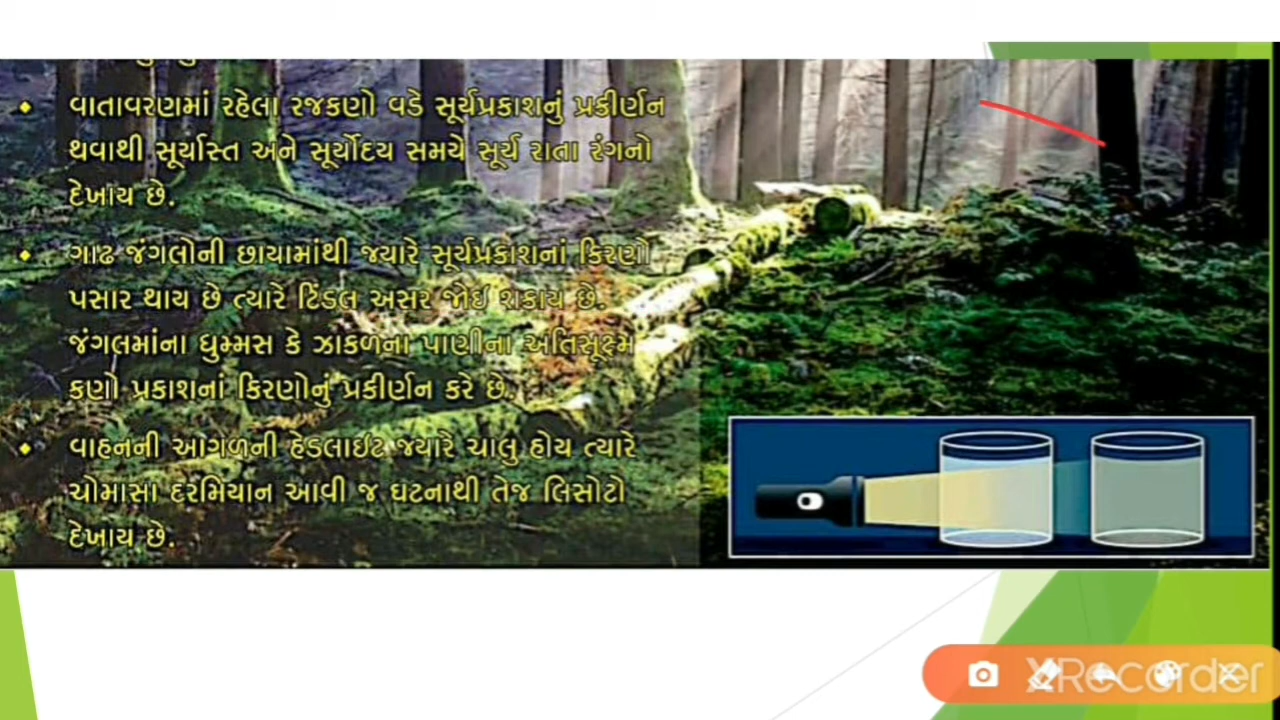 વાતાવરણમાં રહેલા રજકણો વડે સૂર્યપ્રકાશનું પ્રકીર્ણન
થવાથી સૂર્યાસ્ત અને સૂર્યોદય સમયે સૂર્ય રાતા રંગનો
દેખાય છે.
ગાઢ જંગલોની છાયામાંથી જ્યારે સૂર્યપ્રકાશનાં કિરણો
પસાર થાય છે ત્યારે ટિંડલ અસર જોઈ શકાય છે.
જંગલમાંના ધુમ્મસ કે ઝાકળના પાણીના અતિસૂક્ષ્મ
કણો પ્રકાશનાં કિરણોનું પ્રકીર્ણન કરે છે.
વાહનની આગળની હેડલાઈટ જ્યારે ચાલુ હોય ત્યારે
ચોમાસા દરમિયાન આવી જ ઘટનાથી તેજ લિસોટો
દેખાય છે.
XRecorder